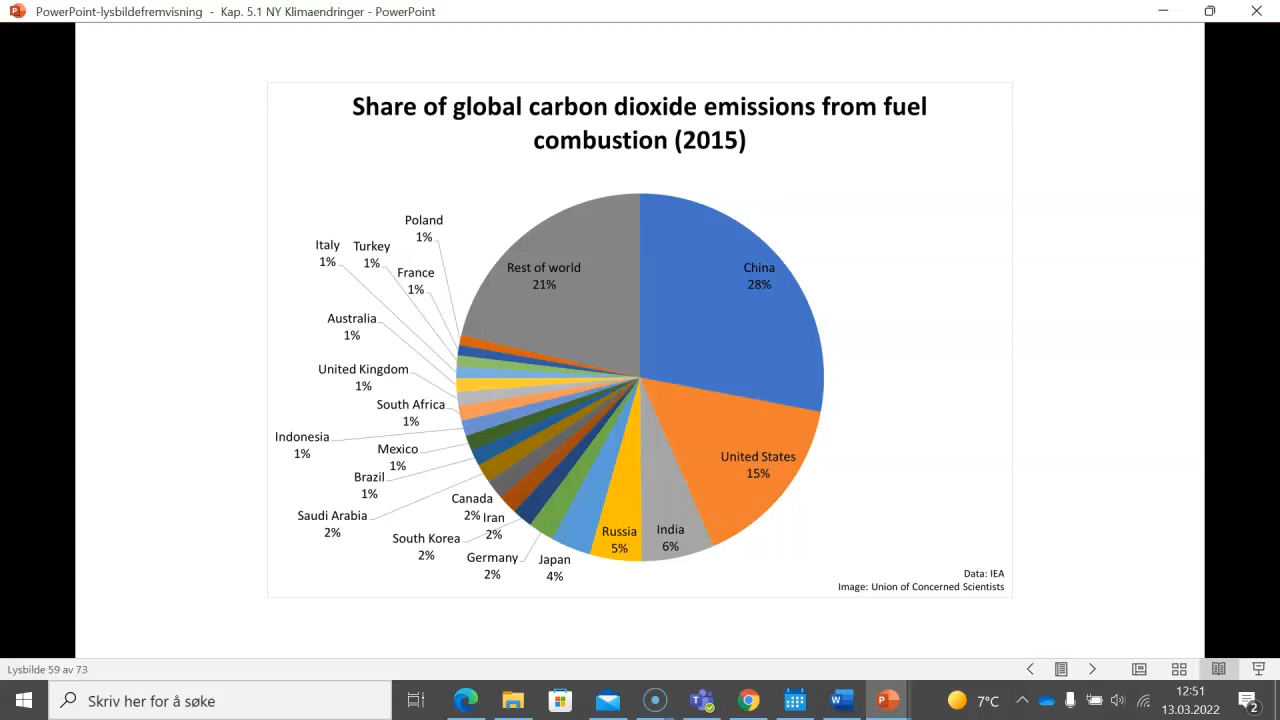 PowerPoint-lysbildefremvisning - Kap. 5.1 NY Klimaendringer - PowerPoint
Share of global carbon dioxide emissions from fuel
combustion (2015)
Poland
1%
Italy
1%
Turkey
1%
France
1%
Australia
1%
United Kingdom
1%
South Africa
1%
Indonesia
1%
Mexico
1%
Brazil
1%
Saudi Arabia
2%
Canada
2%
Iran
2%
South Korea
2%
Germany
2%
Japan
4%
Russia
5%
India
6%
United States
15%
China
28%
Rest of world
21%
Data: IEA
Image: Union of Concerned Scientists
Lysbilde 59 av 73
Skriv her for å søke
7°C
12:51
13.03.2022
2